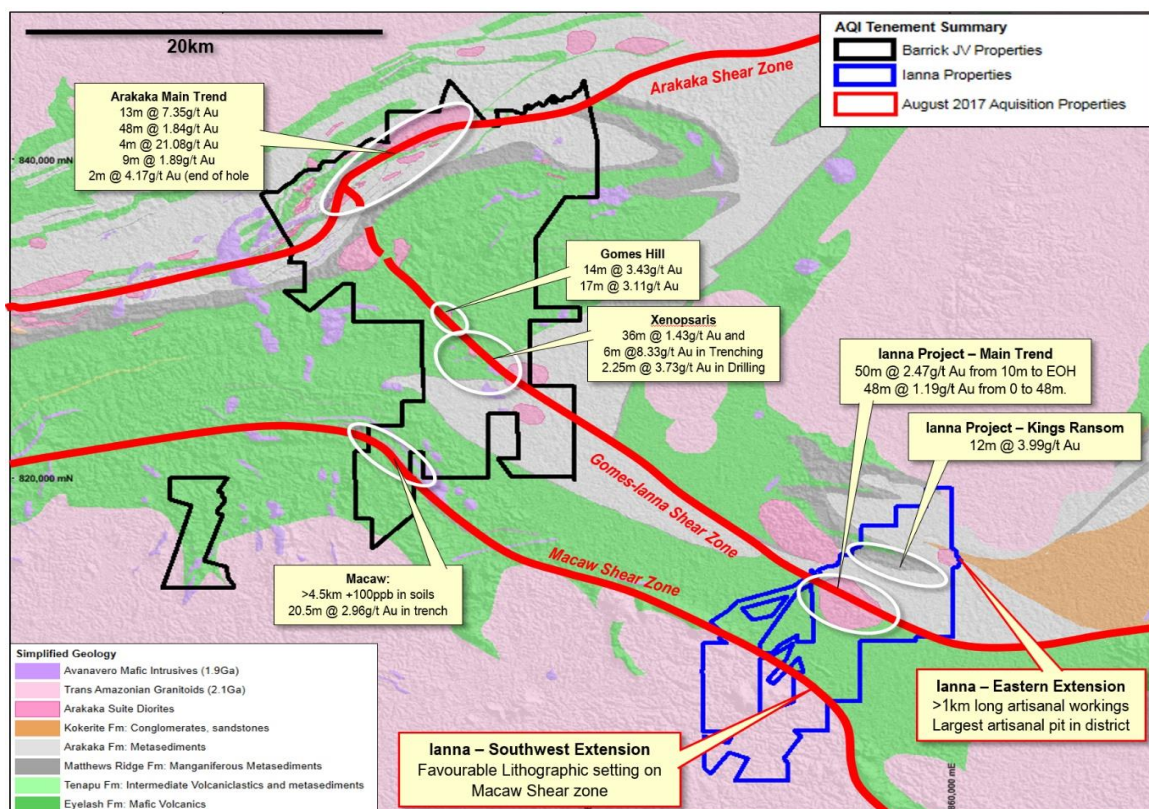 20km
AQI Tenement Summary
Barrick JV Properties
Ianna Properties
August 2017 Aquisition Properties
Arakaka Shear Zone
Arakaka Main Trend
13m @ 7.35g/t Au
48m @ 1.84g/t Au
4m @ 21.08g/t Au
9m @ 1.89g/t Au
2m @ 4.17g/t Au (end of hole
840,000 mN
Gomes Hill
14m @ 3.43g/t Au
17m @ 3.11g/t Au
Xenopsaris
36m @ 1.43g/t Au and
6m @8.33g/t Au in Trenching
2.25m @ 3.73g/t Au in Drilling
Ianna Project – Main Trend
50m @ 2.47g/t Au from 10m to EOH
48m @ 1.19g/t Au from 0 to 48m.
Ianna Project – Kings Ransom
12m @ 3.99g/t Au
820,000 mN
Gomes-Ianna Shear Zone
Macaw Shear Zone
Macaw:
>4.5km +100ppb in soils
20.5m @ 2.96g/t Au in trench
Ianna – Eastern Extension
>1km long artisanal workings
Largest artisanal pit in district
Ianna – Southwest Extension
Favourable Lithographic setting on
Macaw Shear zone
860,000 mE
Simplified Geology
Avanavero Mafic Intrusives (1.9Ga)
Trans Amazonian Granitoids (2.1Ga)
Arakaka Suite Diorites
Kokerite Fm: Conglomerates, sandstones
Arakaka Fm: Metasediments
Matthews Ridge Fm: Manganiferous Metasediments
Tenapu Fm: Intermediate Volcaniclastics and metasediments
Eyelash Fm: Mafic Volcanics